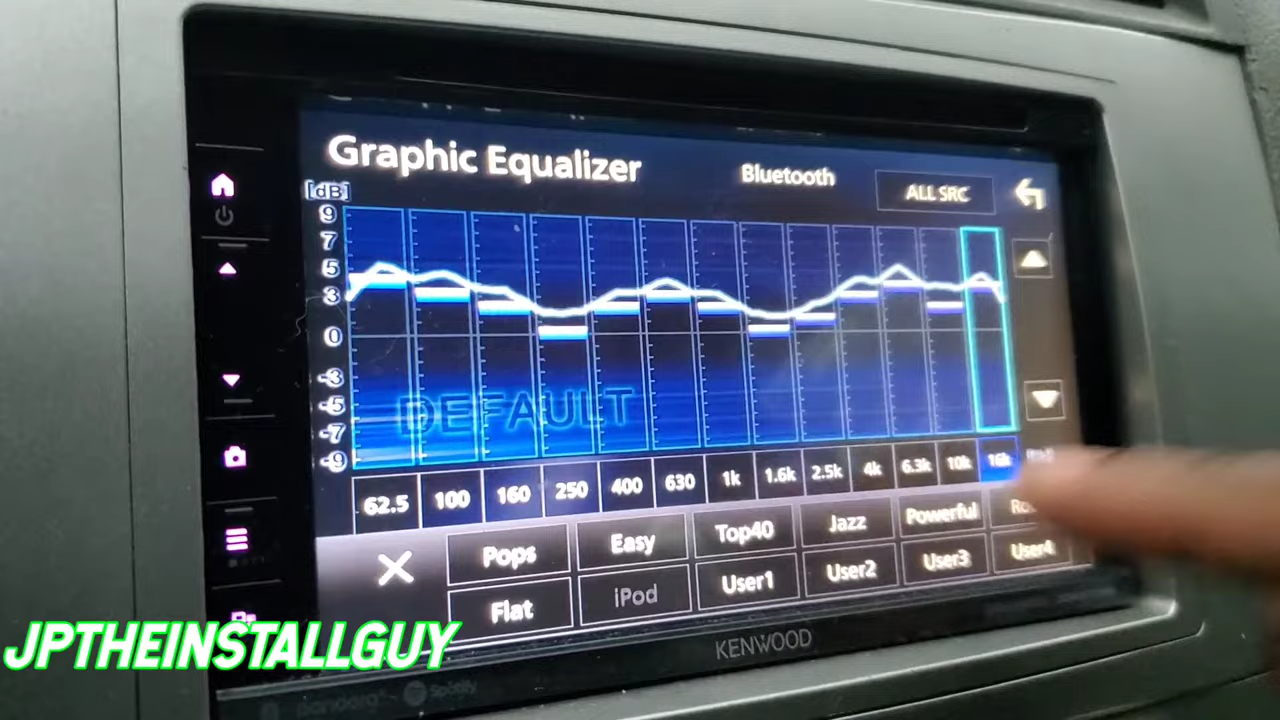 Graphic Equalizer
Bluetooth
ALL SRC
[dB]
9
7
5
3
0
-3
-5
-7
-9
DEFAULT
62.5 100 160 250 400 630 1k 1.6k 2.5k 4k 6.3k 10k 16k
Pops Easy Top40 Jazz Powerful
Flat iPod User1 User2 User3 User4
JPTHEINSTALLGUY
KENWOOD
pandora Spotify